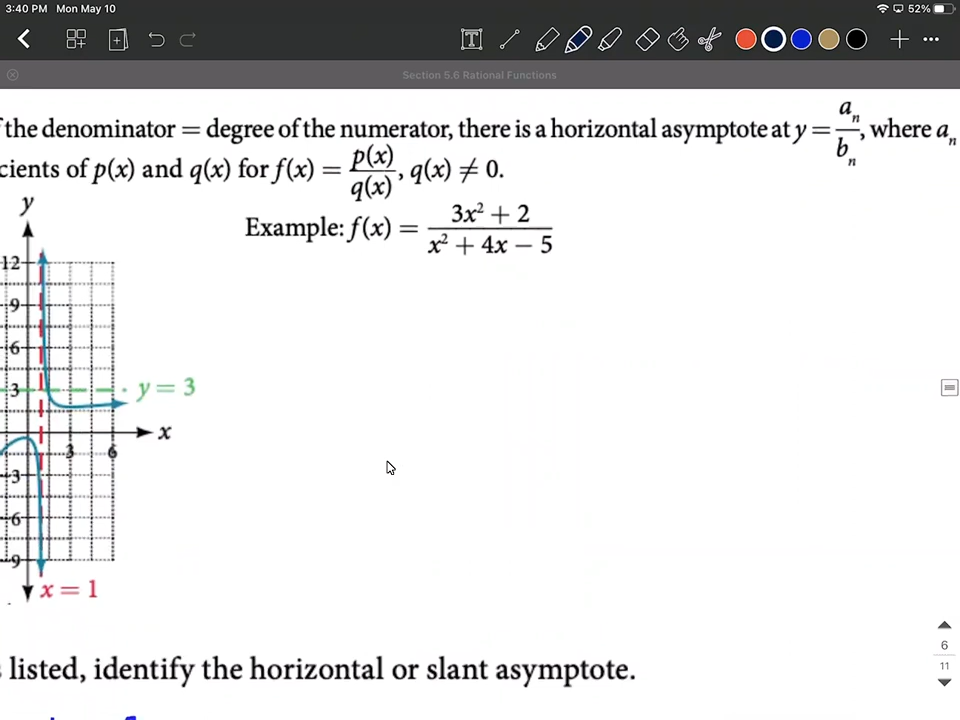 3:40 PM Mon May 10
52%
Section 5.6 Rational Functions
the denominator = degree of the numerator, there is a horizontal asymptote at y = aₙ/bₙ, where aₙ
cients of p(x) and q(x) for f(x) = p(x)/q(x), q(x) ≠ 0.
y
Example: f(x) = (3x² + 2)/(x² + 4x − 5)
12
9
6
3
y = 3
x
3 6
−3
−6
−9
x = 1
listed, identify the horizontal or slant asymptote.
6
11